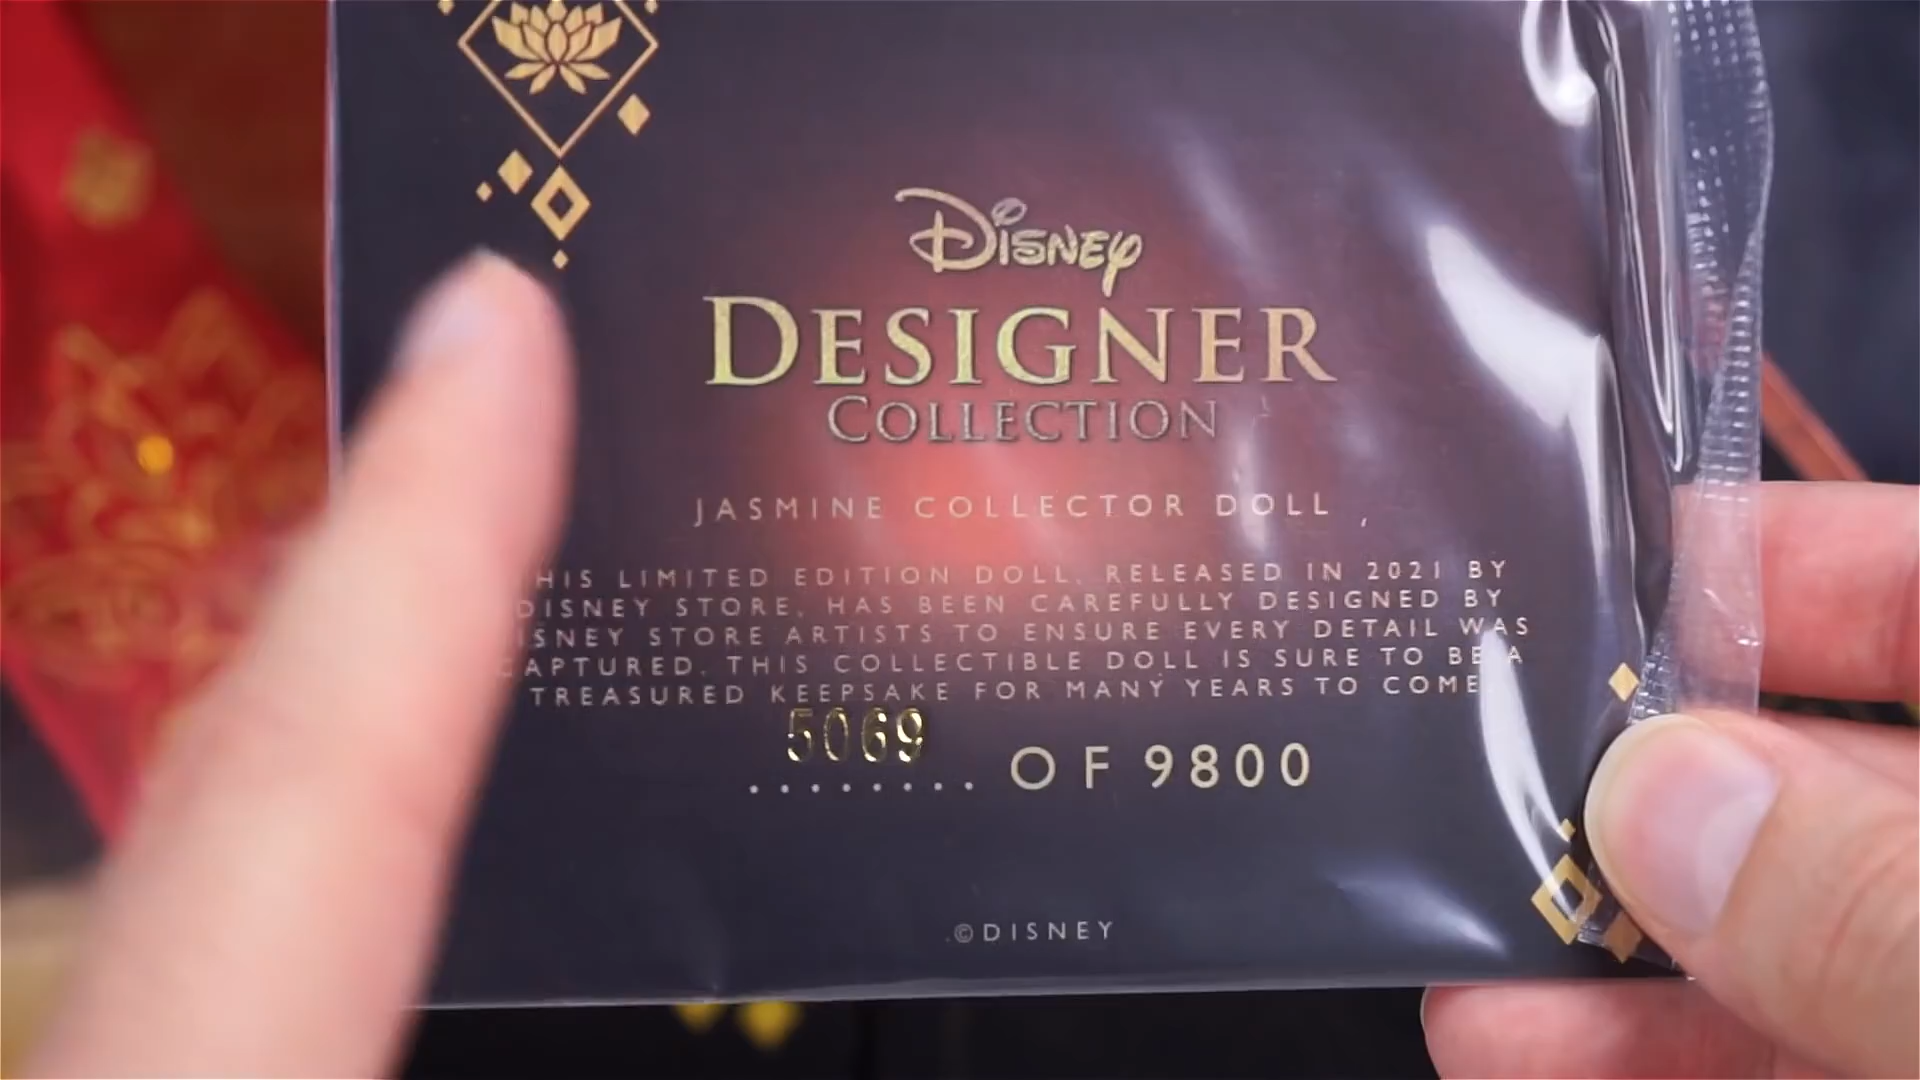 DISNEY
DESIGNER
COLLECTION
JASMINE COLLECTOR DOLL
HIS LIMITED EDITION DOLL, RELEASED IN 2021 BY
DISNEY STORE, HAS BEEN CAREFULLY DESIGNED BY
ISNEY STORE ARTISTS TO ENSURE EVERY DETAIL WAS
CAPTURED. THIS COLLECTIBLE DOLL IS SURE TO BE A
TREASURED KEEPSAKE FOR MANY YEARS TO COME
5069
......... OF 9800
©DISNEY